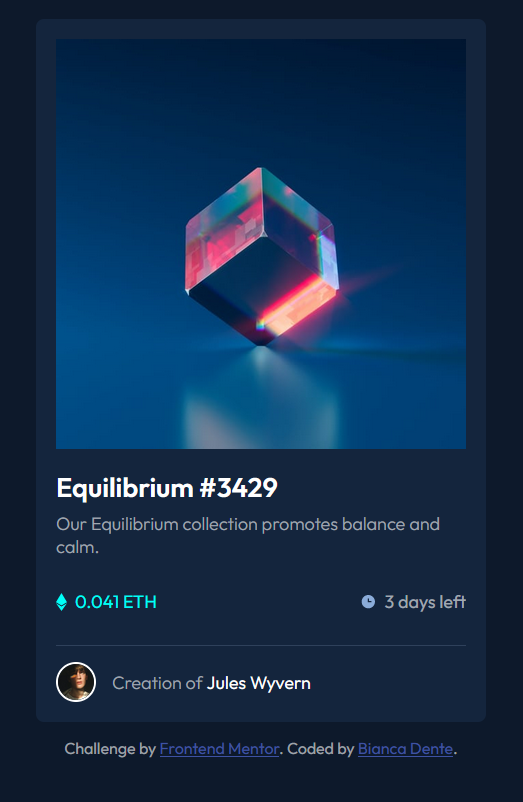 Equilibrium #3429
Our Equilibrium collection promotes balance and
calm.
0.041 ETH
3 days left
Creation of Jules Wyvern
Challenge by Frontend Mentor. Coded by Bianca Dente.